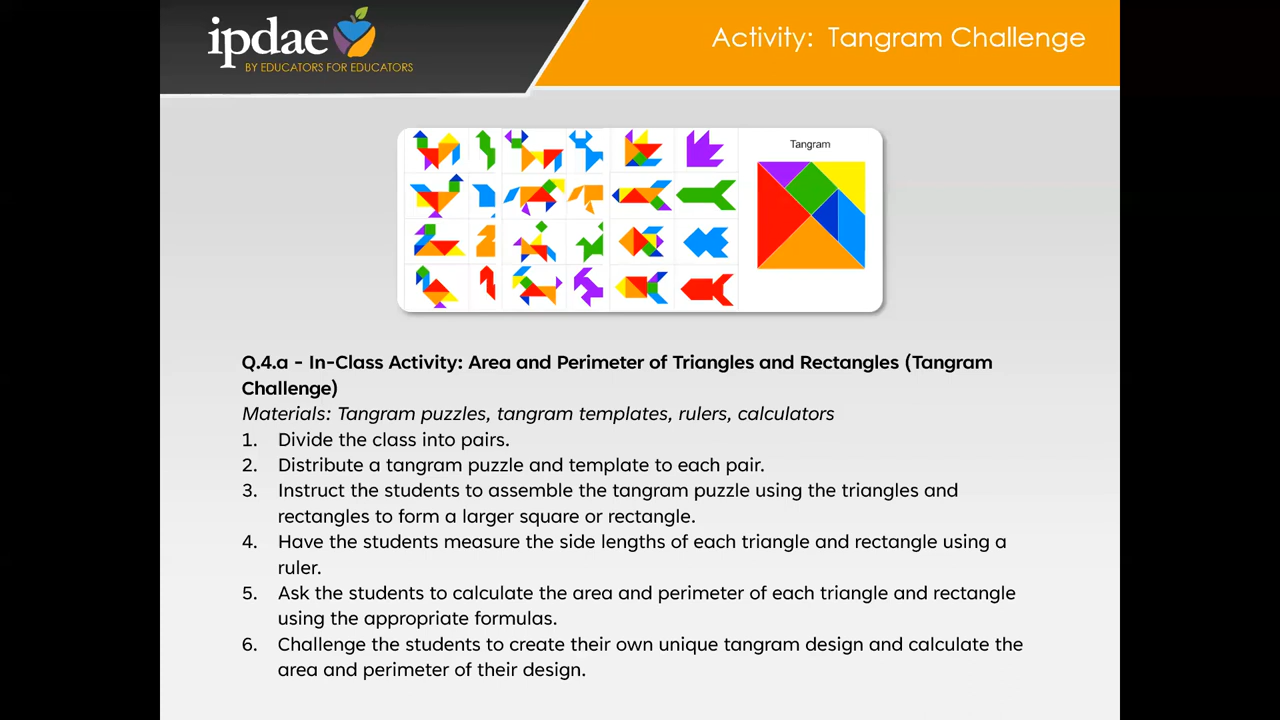 ipdae
BY EDUCATORS FOR EDUCATORS
Activity: Tangram Challenge
Tangram
Q.4.a - In-Class Activity: Area and Perimeter of Triangles and Rectangles (Tangram
Challenge)
Materials: Tangram puzzles, tangram templates, rulers, calculators
1. Divide the class into pairs.
2. Distribute a tangram puzzle and template to each pair.
3. Instruct the students to assemble the tangram puzzle using the triangles and
rectangles to form a larger square or rectangle.
4. Have the students measure the side lengths of each triangle and rectangle using a
ruler.
5. Ask the students to calculate the area and perimeter of each triangle and rectangle
using the appropriate formulas.
6. Challenge the students to create their own unique tangram design and calculate the
area and perimeter of their design.